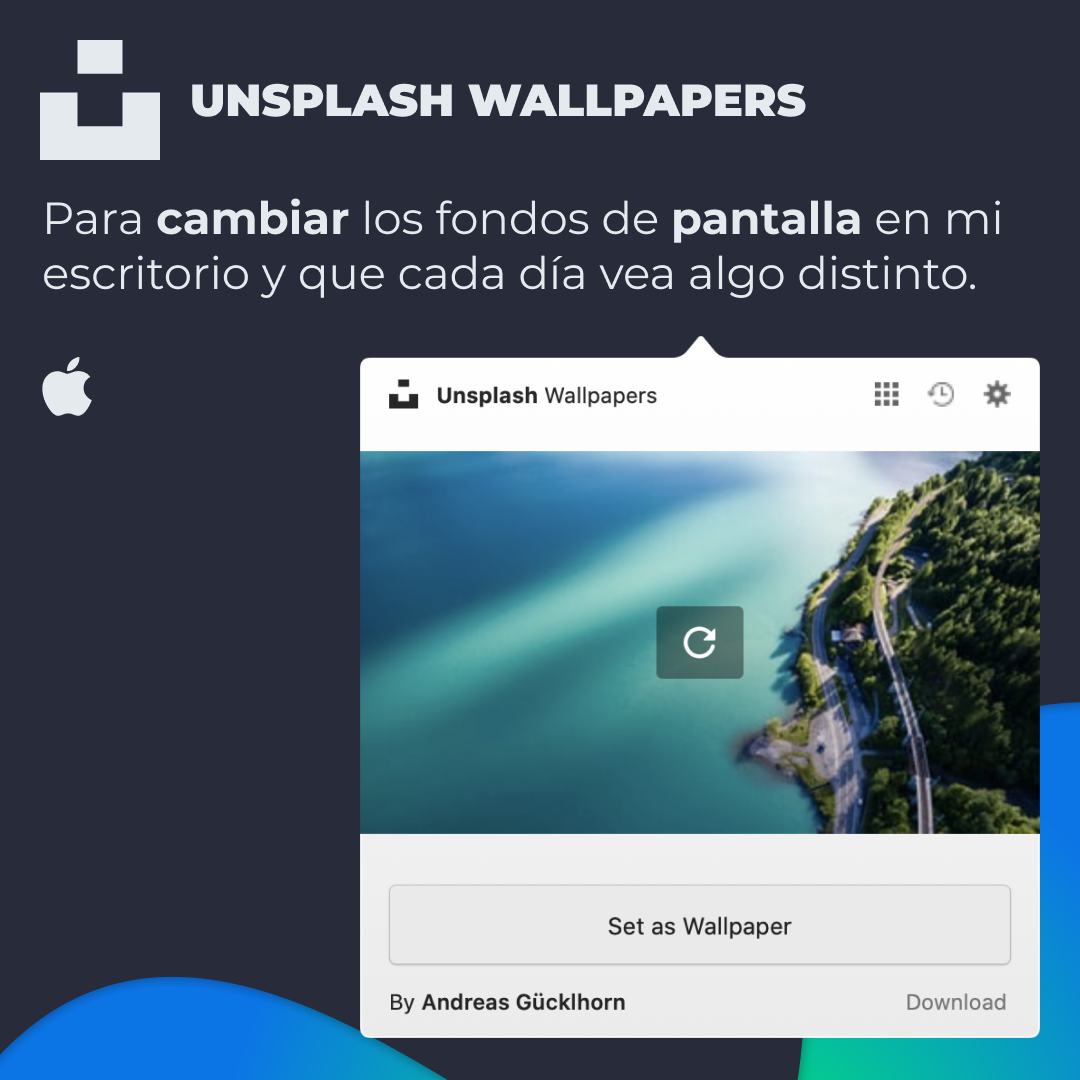 UNSPLASH WALLPAPERS
Para cambiar los fondos de pantalla en mi
escritorio y que cada día vea algo distinto.
Unsplash Wallpapers
Set as Wallpaper
By Andreas Gücklhorn
Download